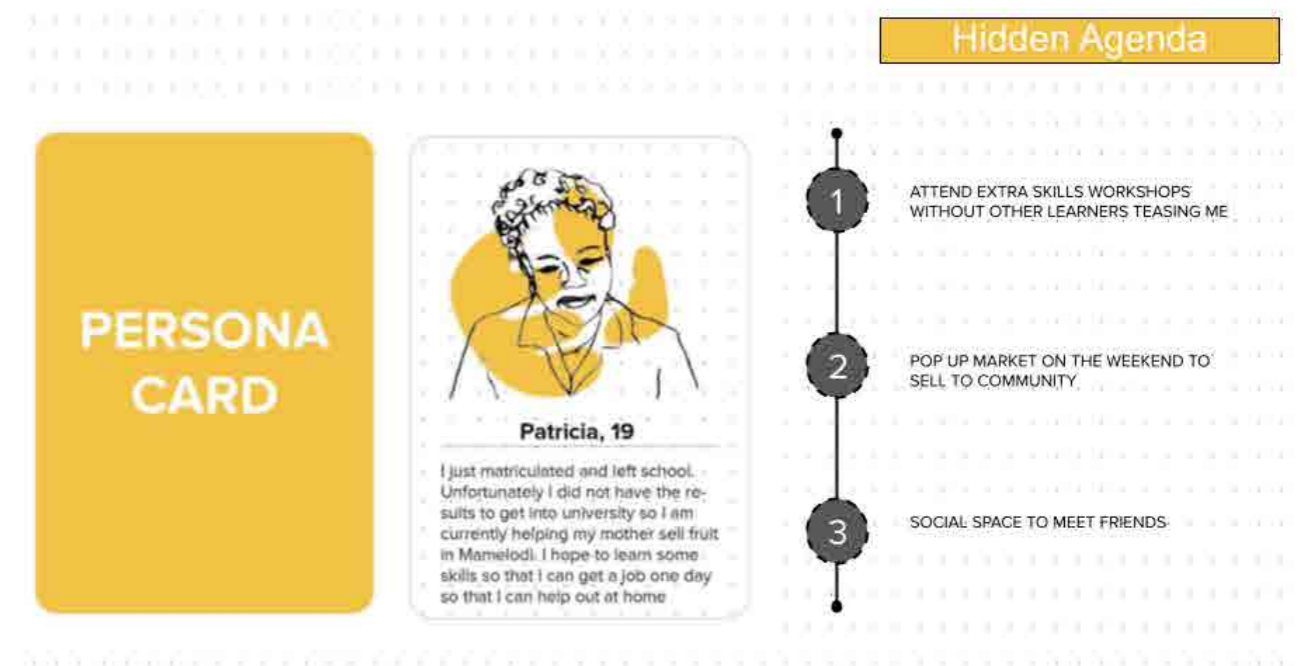 Hidden Agenda
PERSONA
CARD
Patricia, 19
I just matriculated and left school.
Unfortunately I did not have the re-
sults to get into university so I am
currently helping my mother sell fruit
in Mamelodi. I hope to learn some
skills so that I can get a job one day
so that I can help out at home
1
ATTEND EXTRA SKILLS WORKSHOPS
WITHOUT OTHER LEARNERS TEASING ME
2
POP UP MARKET ON THE WEEKEND TO
SELL TO COMMUNITY
3
SOCIAL SPACE TO MEET FRIENDS